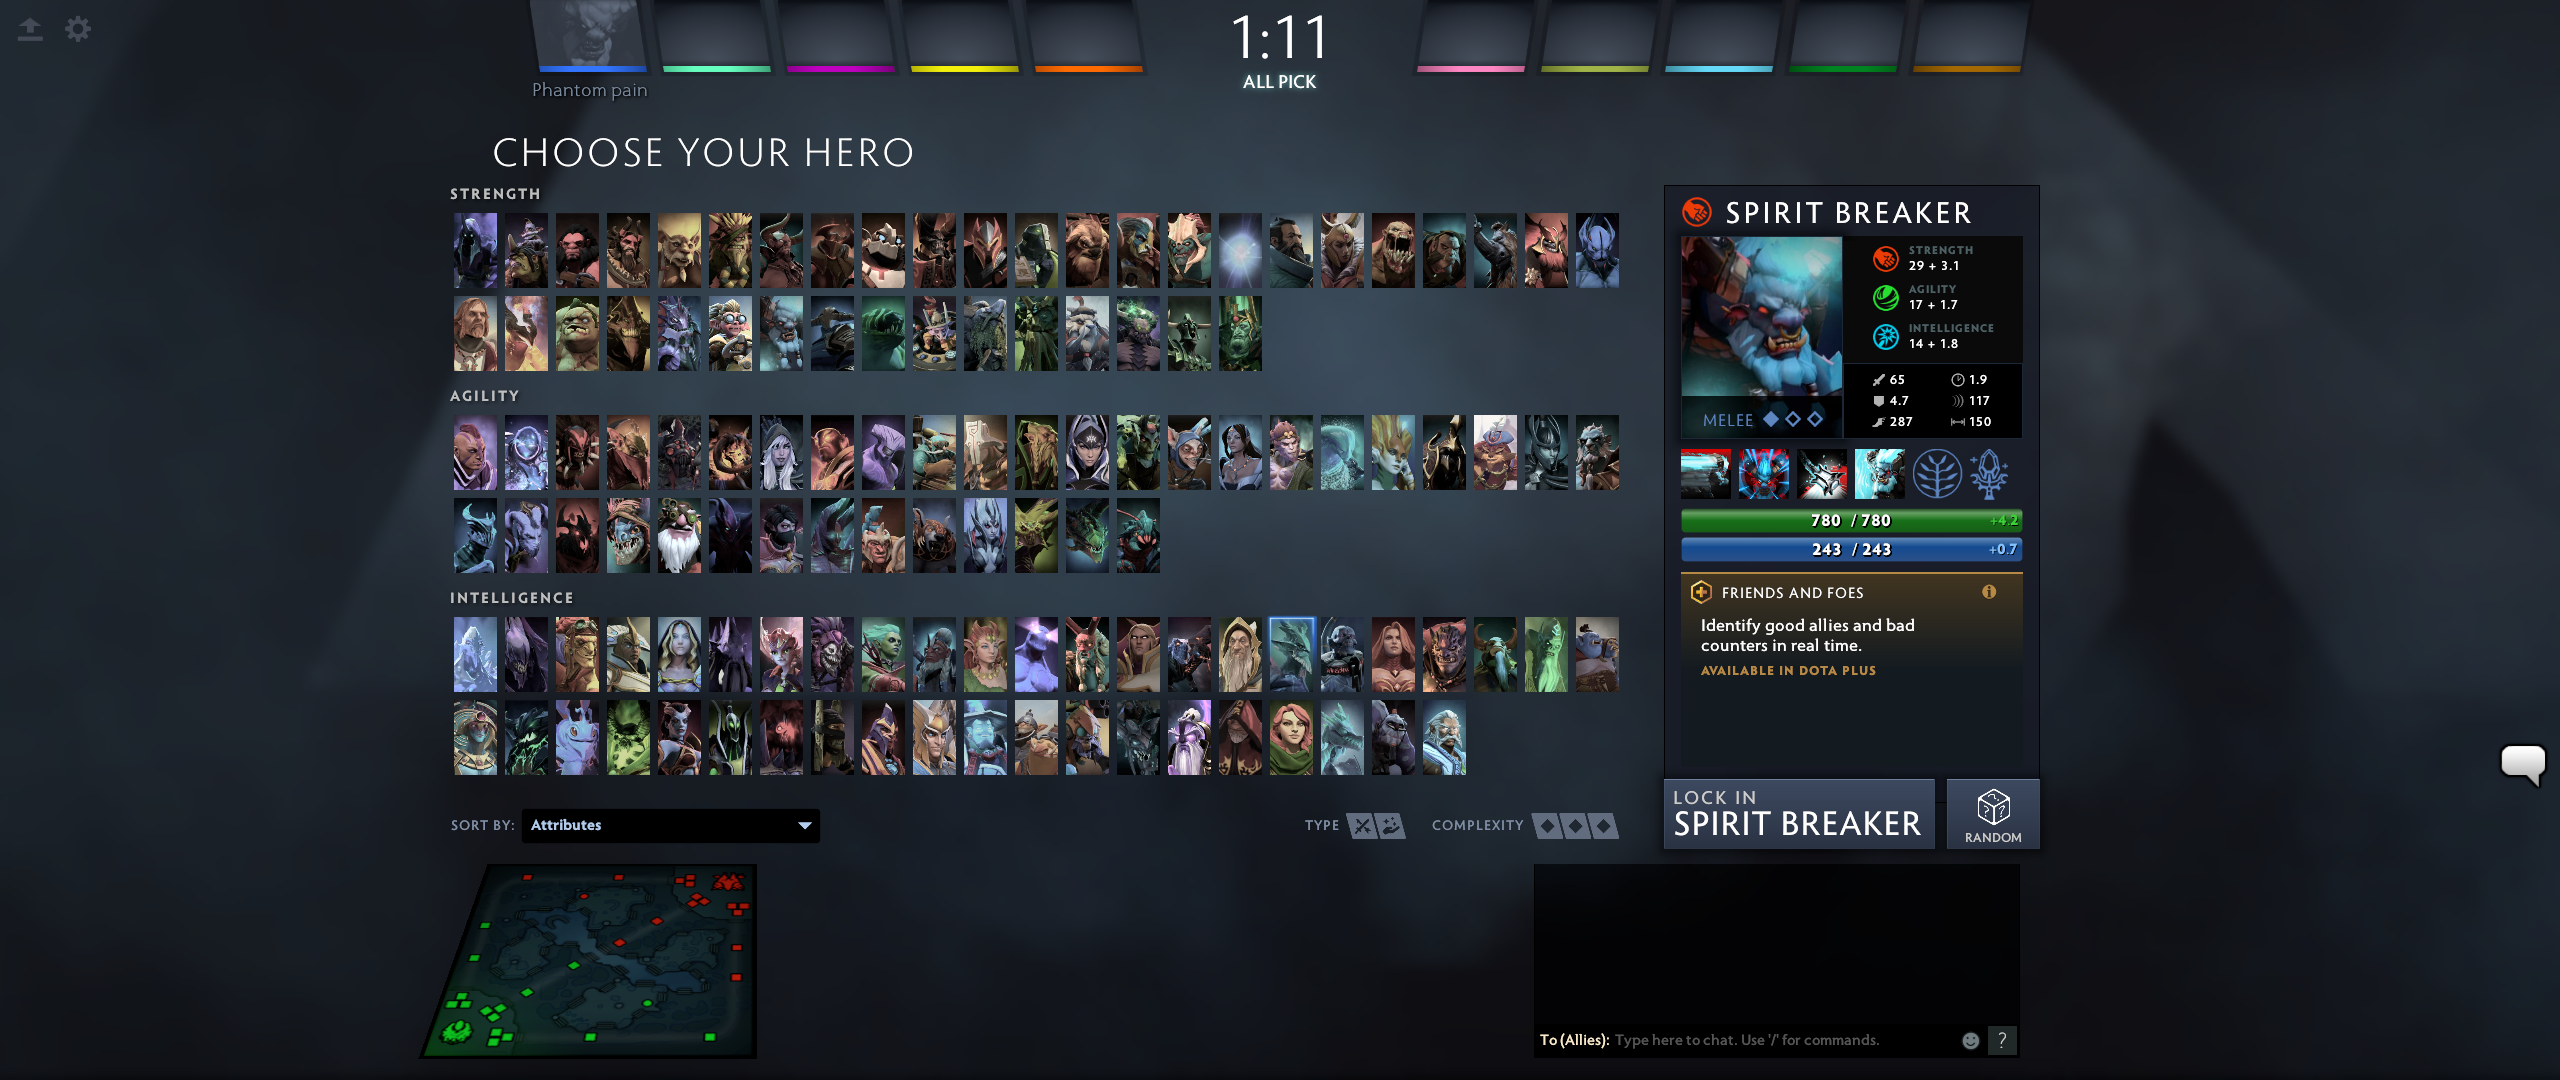 1:11
ALL PICK
Phantom pain
CHOOSE YOUR HERO
STRENGTH
AGILITY
INTELLIGENCE
SPIRIT BREAKER
STRENGTH
29 + 3.1
AGILITY
17 + 1.7
INTELLIGENCE
14 + 1.8
65 1.9
4.7 117
287 150
MELEE
780 / 780 +4.2
243 / 243 +0.7
FRIENDS AND FOES
Identify good allies and bad
counters in real time.
AVAILABLE IN DOTA PLUS
LOCK IN
SPIRIT BREAKER
RANDOM
SORT BY: Attributes
TYPE COMPLEXITY
To (Allies): Type here to chat. Use '/' for commands. ?